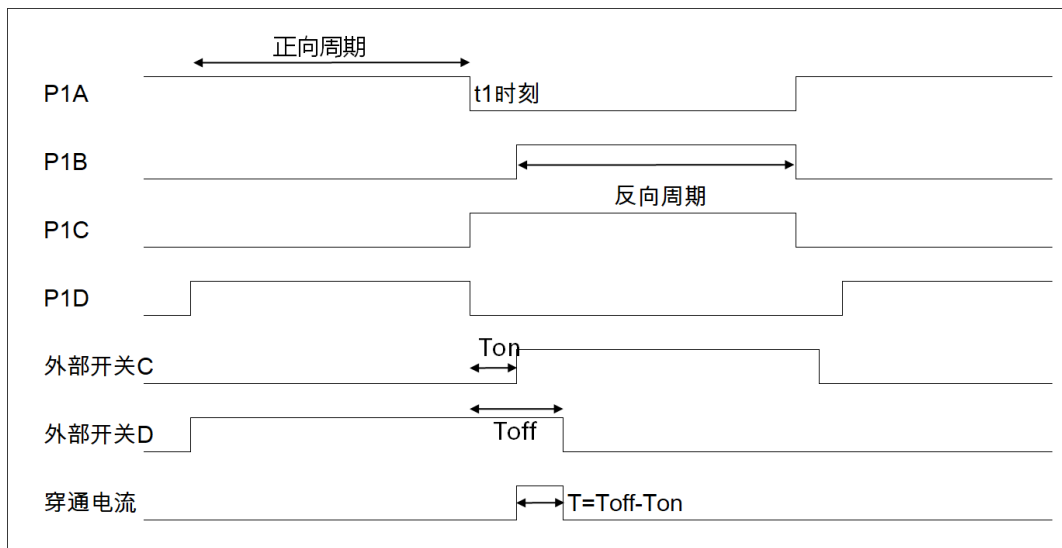 正向周期
P1A
t1时刻
P1B
反向周期
P1C
P1D
Ton
外部开关C
外部开关D
Toff
穿通电流
T=Toff-Ton